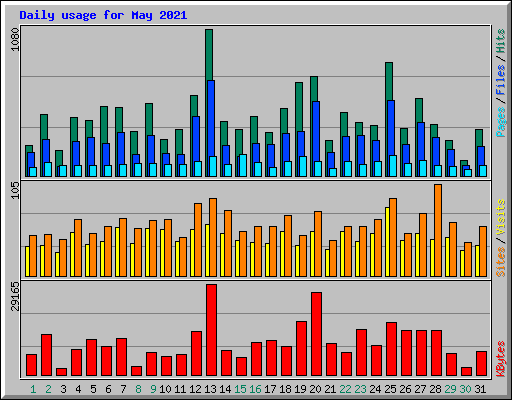 Daily usage for May 2021
1080
Pages / Files / Hits
105
Sites / Visits
29165
KBytes
1 2 3 4 5 6 7 8 9 10 11 12 13 14 15 16 17 18 19 20 21 22 23 24 25 26 27 28 29 30 31